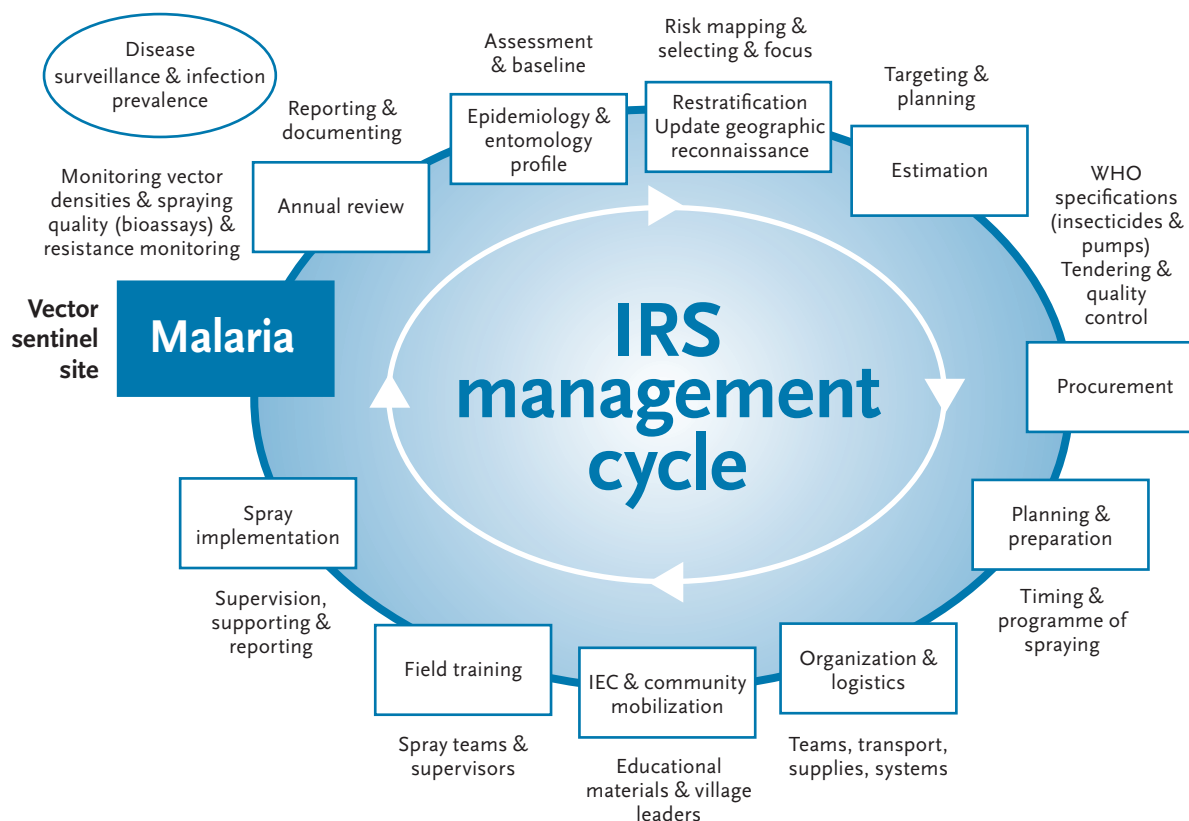 Disease
surveillance & infection
prevalence
Reporting &
documenting
Assessment
& baseline
Risk mapping &
selecting & focus
Targeting &
planning
Epidemiology &
entomology
profile
Restratification
Update geographic
reconnaissance
Estimation
Annual review
Monitoring vector
densities & spraying
quality (bioassays) &
resistance monitoring
WHO
specifications
(insecticides &
pumps)
Tendering &
quality
control
Vector
sentinel
site
Malaria
IRS
management
cycle
Procurement
Planning &
preparation
Timing &
programme of
spraying
Organization &
logistics
Teams, transport,
supplies, systems
IEC & community
mobilization
Educational
materials & village
leaders
Field training
Spray teams &
supervisors
Spray
implementation
Supervision,
supporting &
reporting